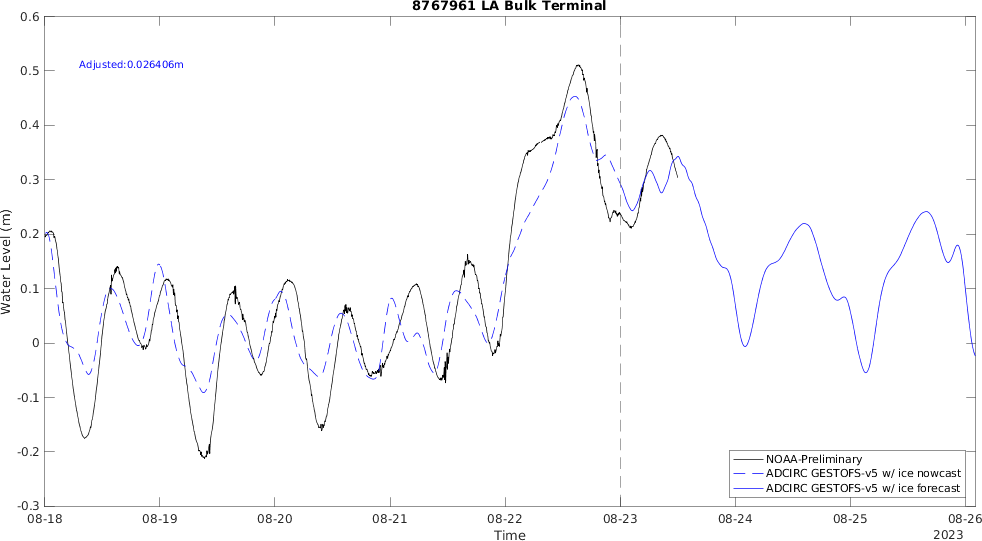 8767961 LA Bulk Terminal
Adjusted:0.026406m
Water Level (m)
0.6
0.5
0.4
0.3
0.2
0.1
0
-0.1
-0.2
-0.3
NOAA-Preliminary
ADCIRC GESTOFS-v5 w/ ice nowcast
ADCIRC GESTOFS-v5 w/ ice forecast
08-18 08-19 08-20 08-21 08-22 08-23 08-24 08-25 08-26
Time
2023